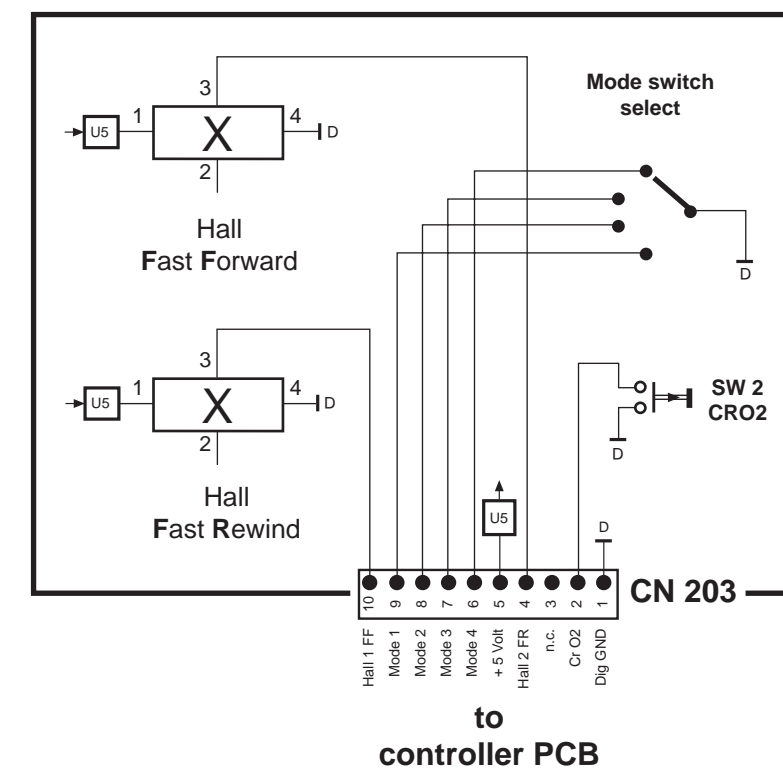 3
1
U5
X
4
D
2
Hall
Fast Forward
Mode switch
select
D
3
1
U5
X
4
D
2
Hall
Fast Rewind
SW 2
CRO2
D
U5
D
10 9 8 7 6 5 4 3 2 1
CN 203
Hall 1 FF
Mode 1
Mode 2
Mode 3
Mode 4
+ 5 Volt
Hall 2 FR
n.c.
Cr O2
Dig GND
to
controller PCB